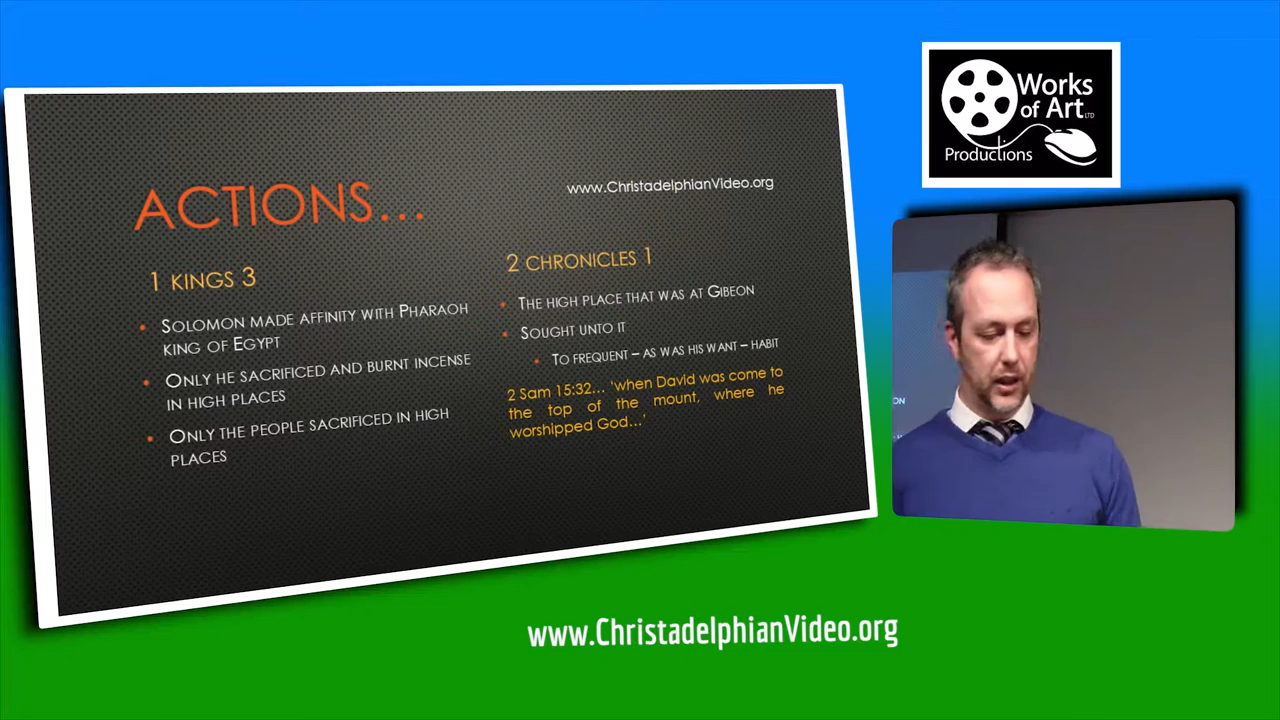 Works
of Art LTD
Productions
www.ChristadelphianVideo.org
ACTIONS...
1 KINGS 3
• SOLOMON MADE AFFINITY WITH PHARAOH
KING OF EGYPT
• ONLY HE SACRIFICED AND BURNT INCENSE
IN HIGH PLACES
• ONLY THE PEOPLE SACRIFICED IN HIGH
PLACES
2 CHRONICLES 1
• THE HIGH PLACE THAT WAS AT GIBEON
• SOUGHT UNTO IT
• TO FREQUENT – AS WAS HIS WANT – HABIT
2 Sam 15:32... ‘when David was come to
the top of the mount, where he
worshipped God...’
ON
www.ChristadelphianVideo.org